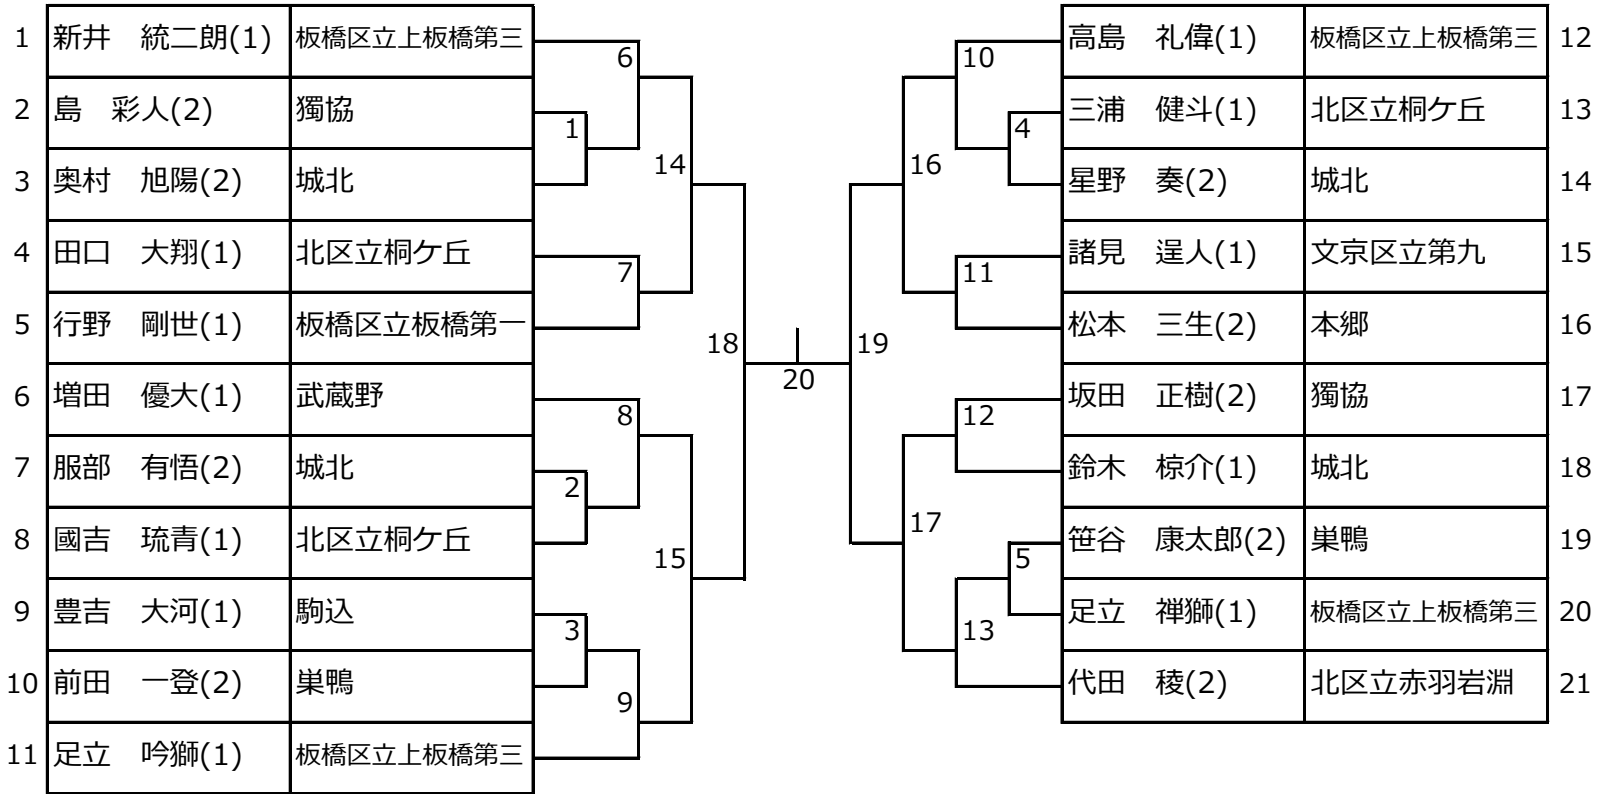 1 新井　統二朗(1) 板橋区立上板橋第三
2 島　彩人(2) 獨協
3 奥村　旭陽(2) 城北
4 田口　大翔(1) 北区立桐ケ丘
5 行野　剛世(1) 板橋区立板橋第一
6 増田　優大(1) 武蔵野
7 服部　有悟(2) 城北
8 國吉　琉青(1) 北区立桐ケ丘
9 豊吉　大河(1) 駒込
10 前田　一登(2) 巣鴨
11 足立　吟獅(1) 板橋区立上板橋第三
6
1
14
7
18
8
2
15
3
9
20
10
4
16
11
19
12
17
5
13
高島　礼偉(1) 板橋区立上板橋第三 12
三浦　健斗(1) 北区立桐ケ丘 13
星野　奏(2) 城北 14
諸見　逞人(1) 文京区立第九 15
松本　三生(2) 本郷 16
坂田　正樹(2) 獨協 17
鈴木　椋介(1) 城北 18
笹谷　康太郎(2) 巣鴨 19
足立　禅獅(1) 板橋区立上板橋第三 20
代田　稜(2) 北区立赤羽岩淵 21